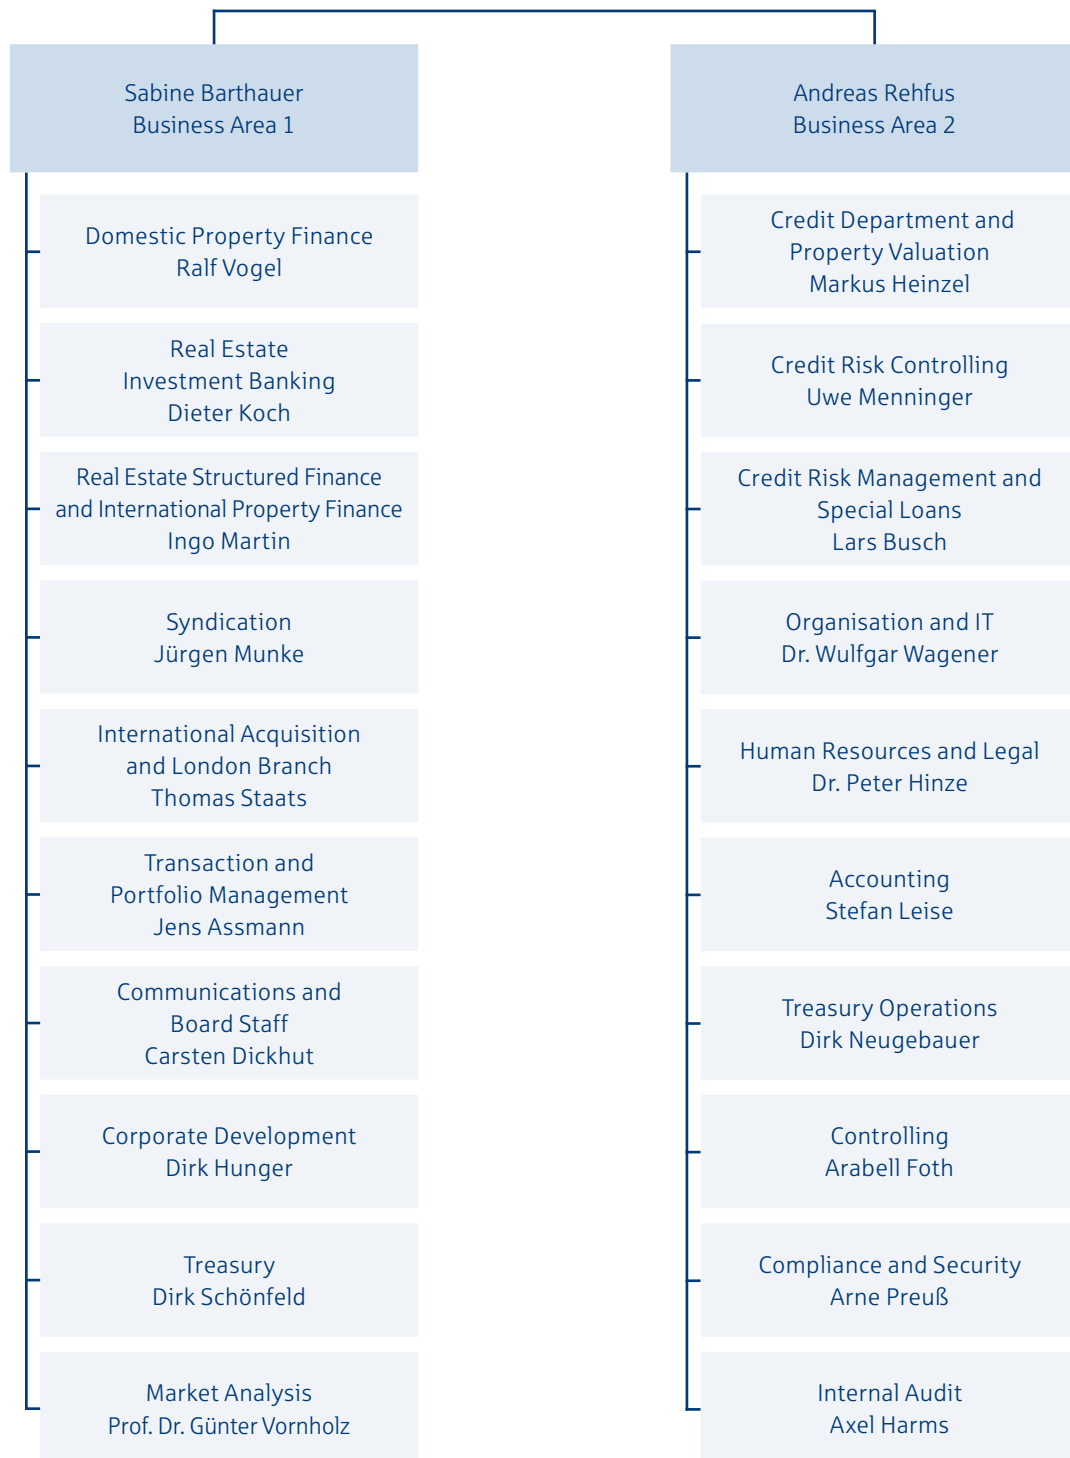 Sabine Barthauer
Business Area 1
Domestic Property Finance
Ralf Vogel
Real Estate
Investment Banking
Dieter Koch
Real Estate Structured Finance
and International Property Finance
Ingo Martin
Syndication
Jürgen Munke
International Acquisition
and London Branch
Thomas Staats
Transaction and
Portfolio Management
Jens Assmann
Communications and
Board Staff
Carsten Dickhut
Corporate Development
Dirk Hunger
Treasury
Dirk Schönfeld
Market Analysis
Prof. Dr. Günter Vornholz
Andreas Rehfus
Business Area 2
Credit Department and
Property Valuation
Markus Heinzel
Credit Risk Controlling
Uwe Menninger
Credit Risk Management and
Special Loans
Lars Busch
Organisation and IT
Dr. Wulfgar Wagener
Human Resources and Legal
Dr. Peter Hinze
Accounting
Stefan Leise
Treasury Operations
Dirk Neugebauer
Controlling
Arabell Foth
Compliance and Security
Arne Preuß
Internal Audit
Axel Harms